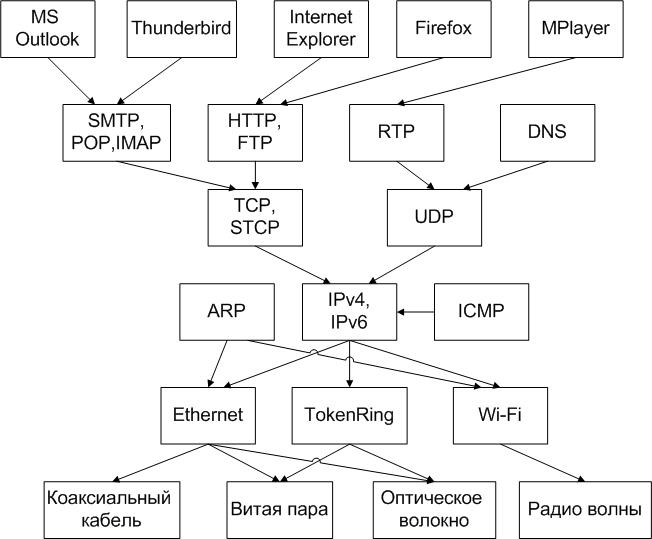 MS
Outlook
Thunderbird
Internet
Explorer
Firefox
MPlayer
SMTP,
POP,IMAP
HTTP,
FTP
RTP
DNS
TCP,
STCP
UDP
ARP
IPv4,
IPv6
ICMP
Ethernet
TokenRing
Wi-Fi
Коаксиальный
кабель
Витая пара
Оптическое
волокно
Радио волны